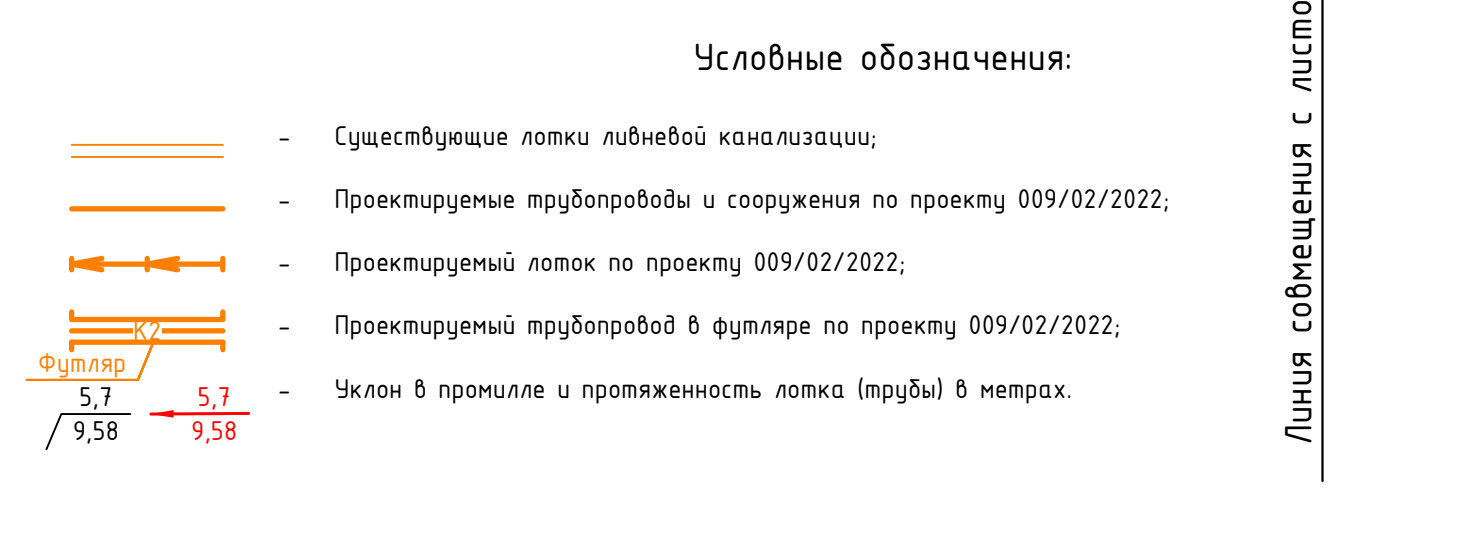 Условные обозначения:
- Существующие лотки ливневой канализации;
- Проектируемые трубопроводы и сооружения по проекту 009/02/2022;
- Проектируемый лоток по проекту 009/02/2022;
К2
- Проектируемый трубопровод в футляре по проекту 009/02/2022;
Футляр
5,7 5,7
- Уклон в промилле и протяженность лотка (трубы) в метрах.
9,58 9,58
Линия совмещения с листо